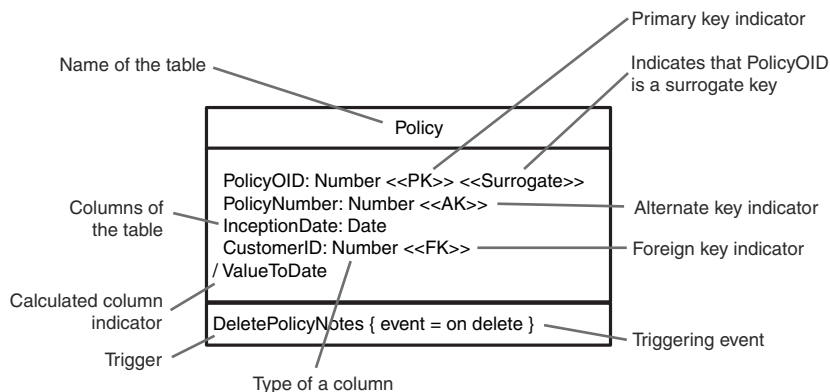 Primary key indicator
Name of the table
Indicates that PolicyOID
is a surrogate key
Policy
PolicyOID: Number <<PK>> <<Surrogate>>
PolicyNumber: Number <<AK>>
InceptionDate: Date
CustomerID: Number <<FK>>
/ ValueToDate
Columns of
the table
Alternate key indicator
Foreign key indicator
Calculated column
indicator
DeletePolicyNotes { event = on delete }
Triggering event
Trigger
Type of a column